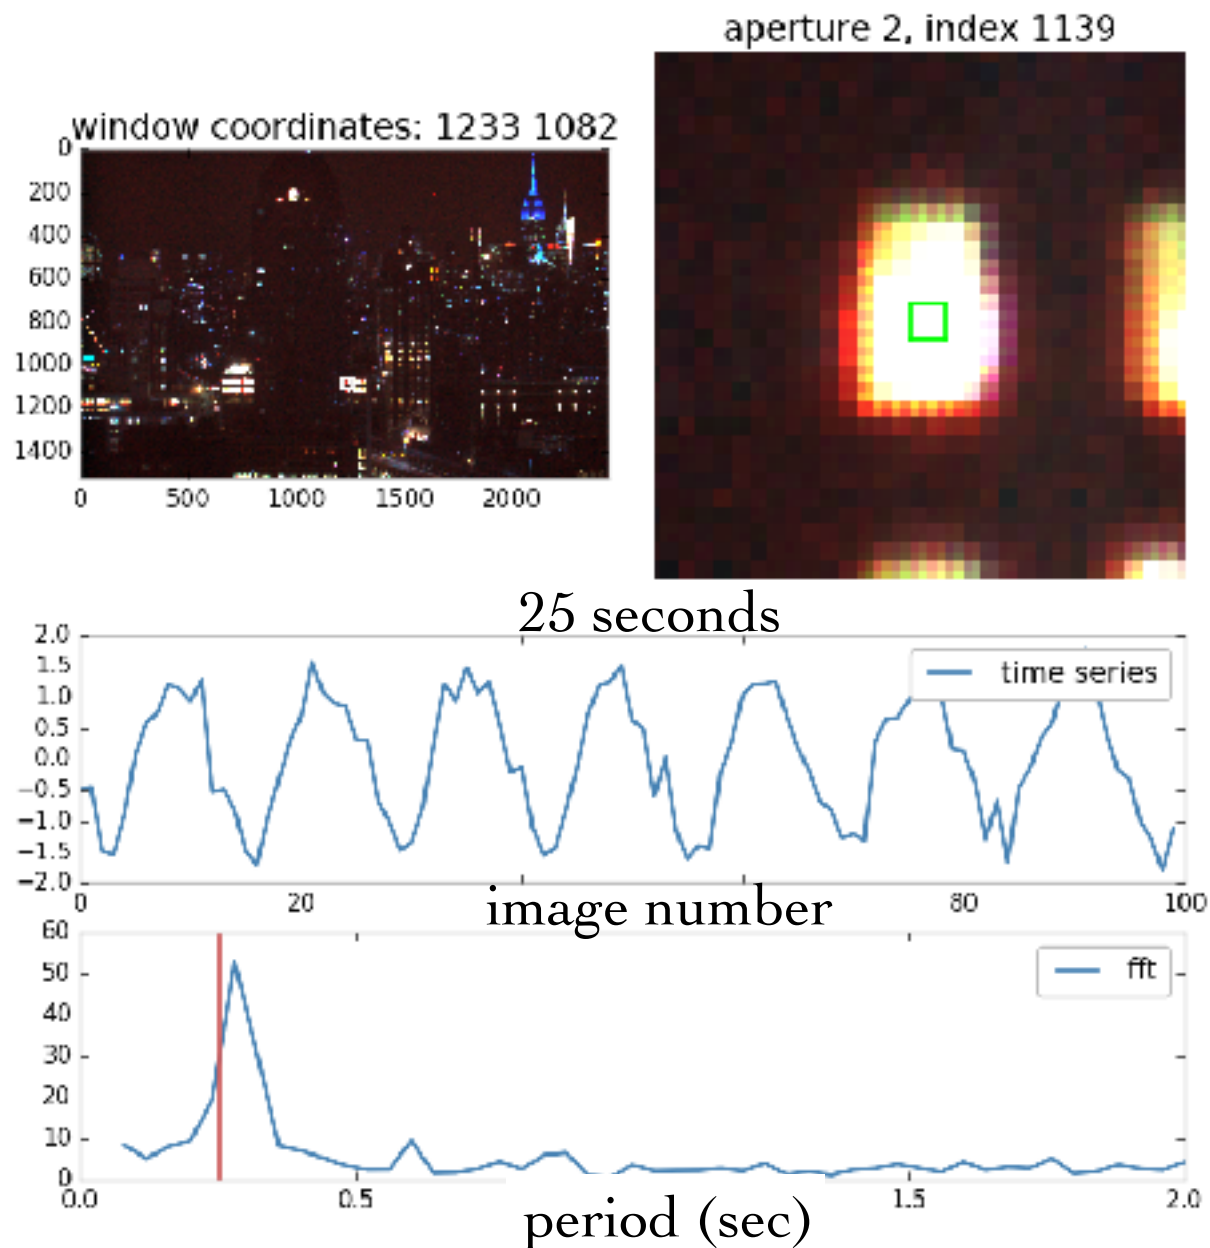 aperture 2, index 1139
window coordinates: 1233 1082
0
200
400
600
800
1000
1200
1400
0 500 1000 1500 2000
25 seconds
2.0
1.5
1.0
0.5
0.0
−0.5
−1.0
−1.5
−2.0
time series
0 20 image number 80 100
60
50
40
30
20
10
0
fft
0.0 0.5 1.5 2.0
period (sec)